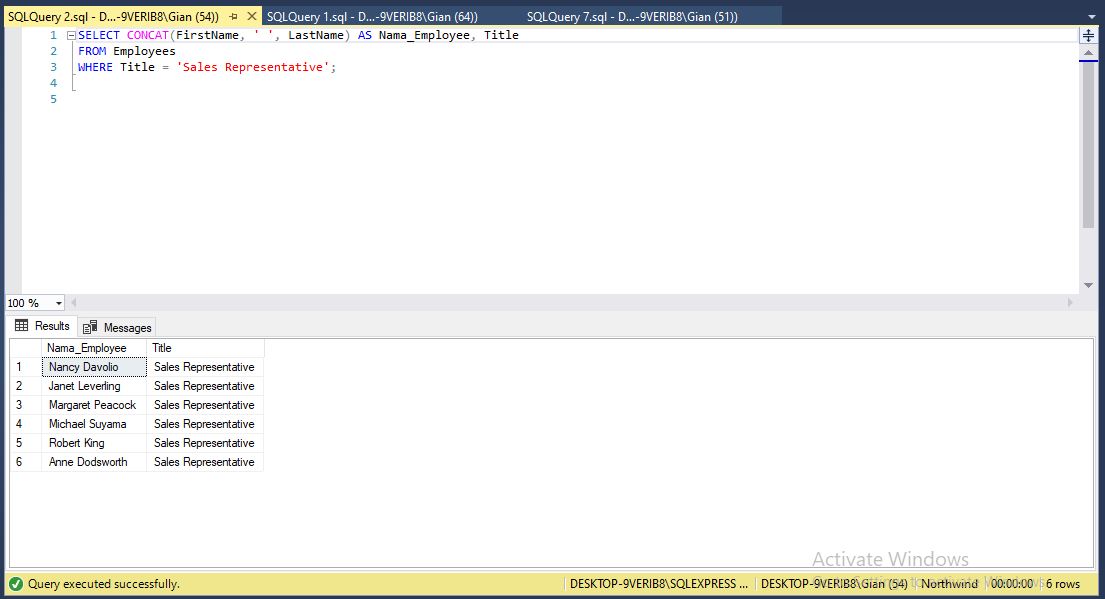 SQLQuery 2.sql - D...-9VERIB8\Gian (54)) SQLQuery 1.sql - D...-9VERIB8\Gian (64)) SQLQuery 7.sql - D...-9VERIB8\Gian (51))
1 SELECT CONCAT(FirstName, ' ', LastName) AS Nama_Employee, Title
2 FROM Employees
3 WHERE Title = 'Sales Representative';
4
5
100 %
Results Messages
Nama_Employee Title
1 Nancy Davolio Sales Representative
2 Janet Leverling Sales Representative
3 Margaret Peacock Sales Representative
4 Michael Suyama Sales Representative
5 Robert King Sales Representative
6 Anne Dodsworth Sales Representative
Activate Windows
Query executed successfully. DESKTOP-9VERIB8\SQLEXPRESS ... DESKTOP-9VERIB8\Gian (54) Northwind 00:00:00 6 rows